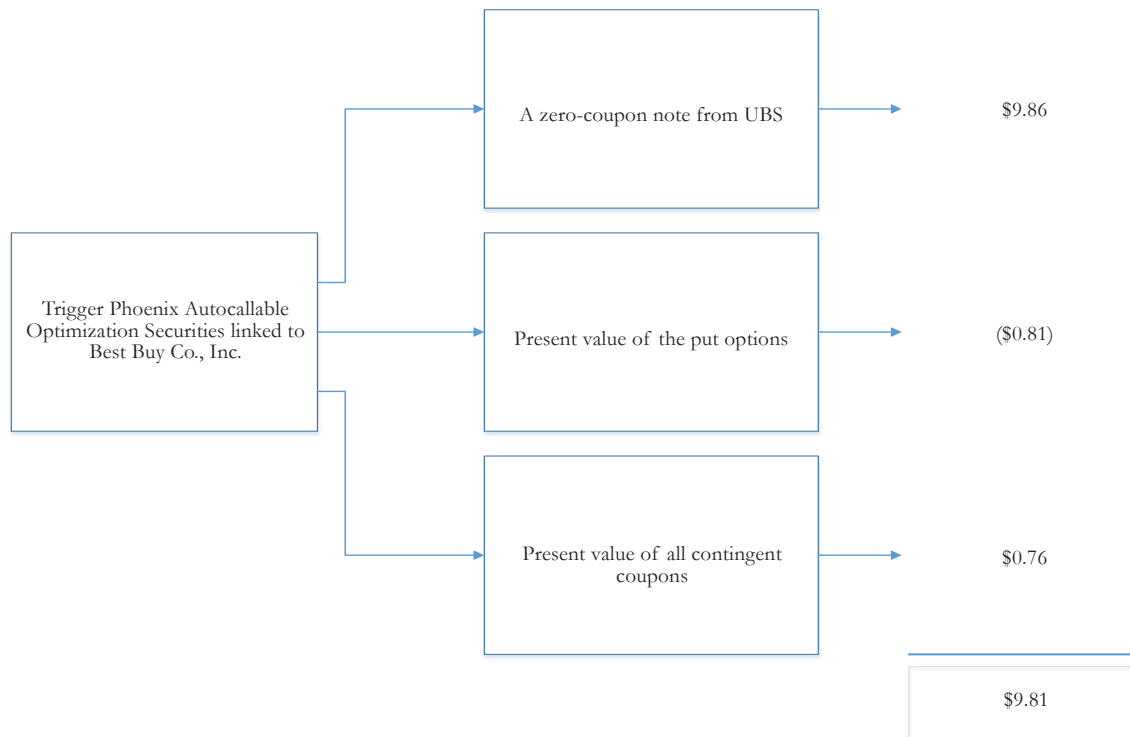 A zero-coupon note from UBS
$9.86
Trigger Phoenix Autocallable
Optimization Securities linked to
Best Buy Co., Inc.
Present value of the put options
($0.81)
Present value of all contingent
coupons
$0.76
$9.81